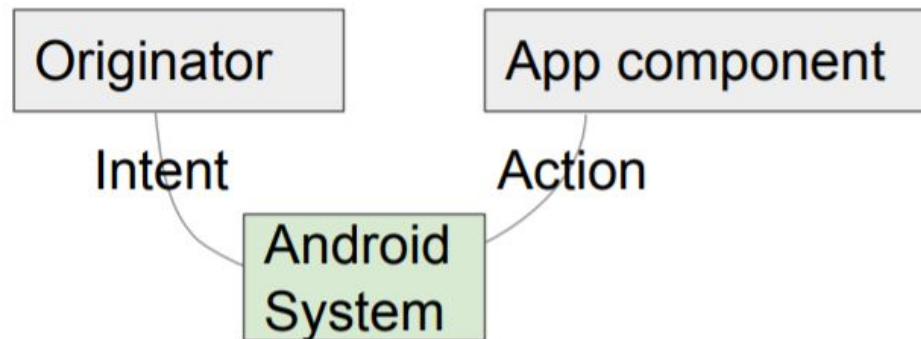 Originator
App component
Intent
Action
Android
System